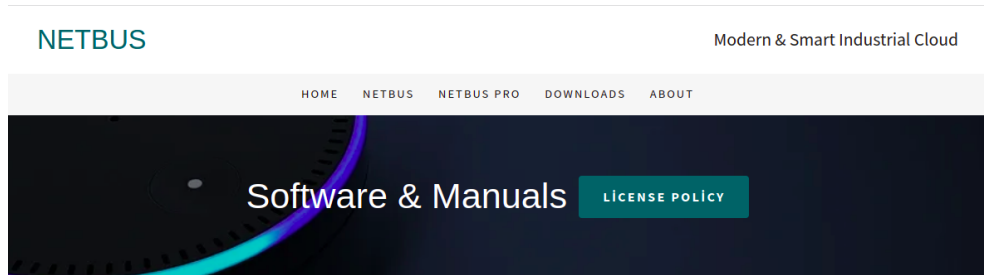 NETBUS
Modern & Smart Industrial Cloud
HOME NETBUS NETBUS PRO DOWNLOADS ABOUT
Software & Manuals
LİCENSE POLİCY